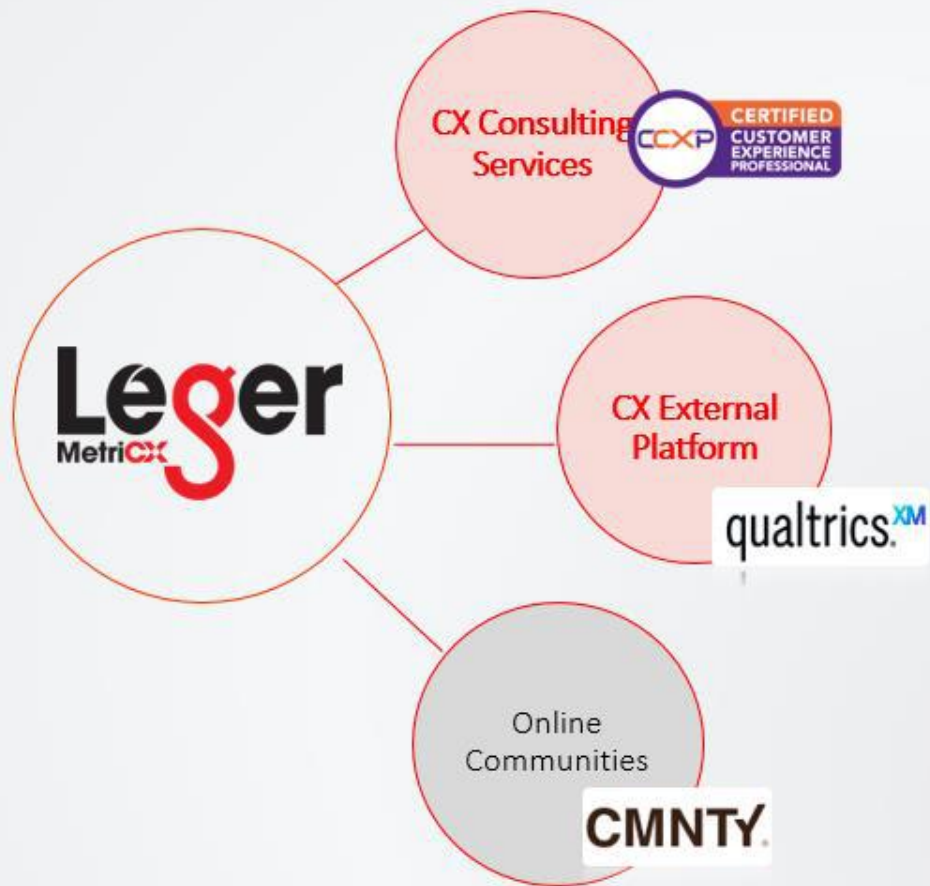 CX Consulting
Services
CCXP
CERTIFIED
CUSTOMER
EXPERIENCE
PROFESSIONAL
Leger
MetriCX
CX External
Platform
qualtrics.XM
Online
Communities
CMNTY.